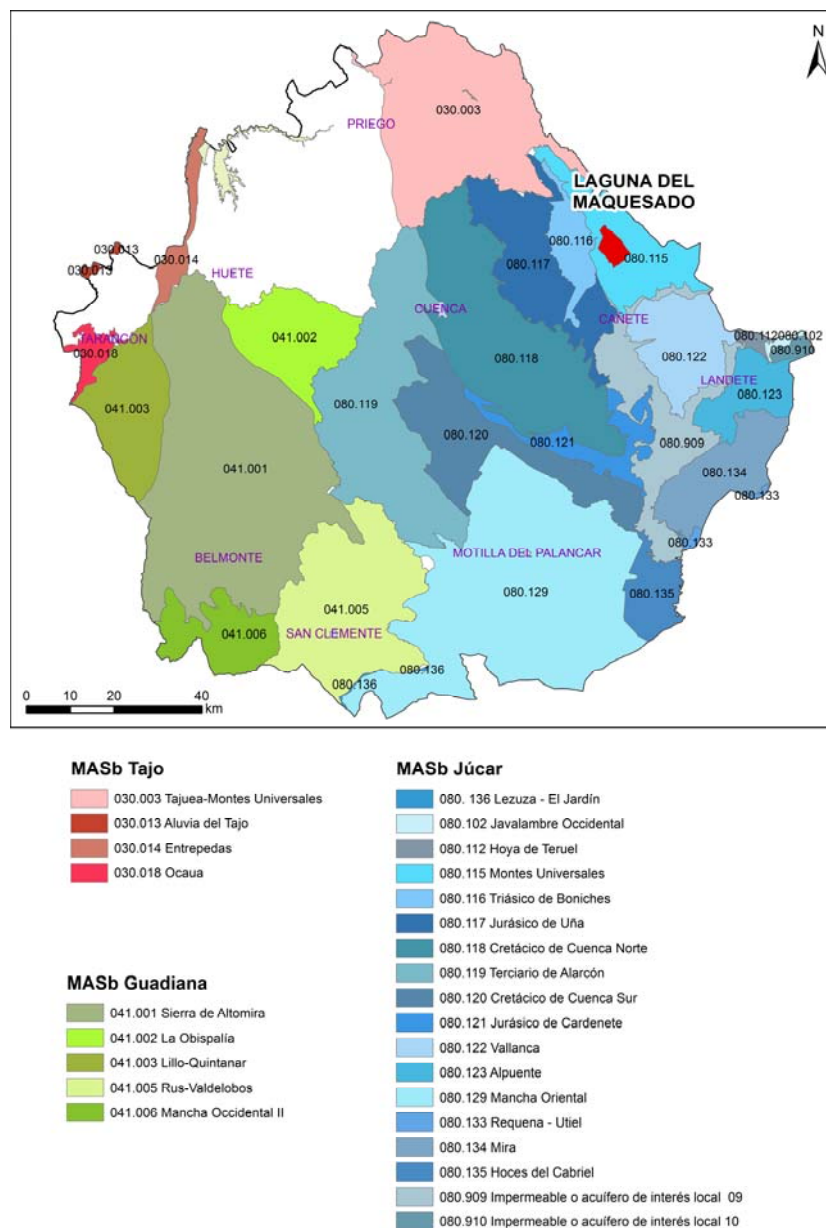 N
030.003
PRIEGO
LAGUNA DEL
MAQUESADO
080.116
080.115
080.117
030.013
030.013
030.014
HUETE
CUENCA
CAÑETE
TARANCÓN
030.018
041.002
080.118
080.122
080.112
080.102
080.910
LANDETE
080.123
041.003
080.119
080.120
080.121
080.909
041.001
080.134
080.133
080.133
BELMONTE
MOTILLA DEL PALANCAR
080.129
080.135
041.005
041.006
SAN CLEMENTE
080.136
080.136
0 10 20 40
km
MASb Tajo
030.003 Tajuea-Montes Universales
030.013 Aluvia del Tajo
030.014 Entrepedas
030.018 Ocaua
MASb Guadiana
041.001 Sierra de Altomira
041.002 La Obispalía
041.003 Lillo-Quintanar
041.005 Rus-Valdelobos
041.006 Mancha Occidental II
MASb Júcar
080. 136 Lezuza - El Jardín
080.102 Javalambre Occidental
080.112 Hoya de Teruel
080.115 Montes Universales
080.116 Triásico de Boniches
080.117 Jurásico de Uña
080.118 Cretácico de Cuenca Norte
080.119 Terciario de Alarcón
080.120 Cretácico de Cuenca Sur
080.121 Jurásico de Cardenete
080.122 Vallanca
080.123 Alpuente
080.129 Mancha Oriental
080.133 Requena - Utiel
080.134 Mira
080.135 Hoces del Cabriel
080.909 Impermeable o acuífero de interés local 09
080.910 Impermeable o acuífero de interés local 10